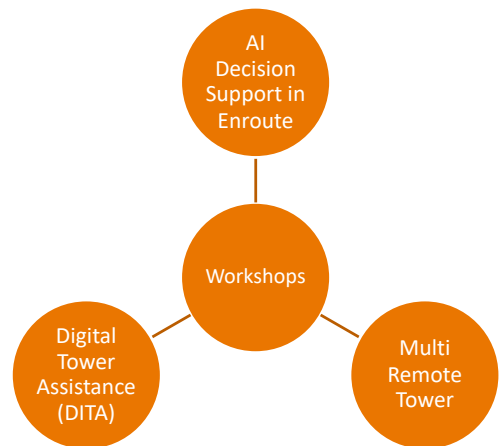 AI
Decision
Support in
Enroute
Workshops
Digital
Tower
Assistance
(DITA)
Multi
Remote
Tower